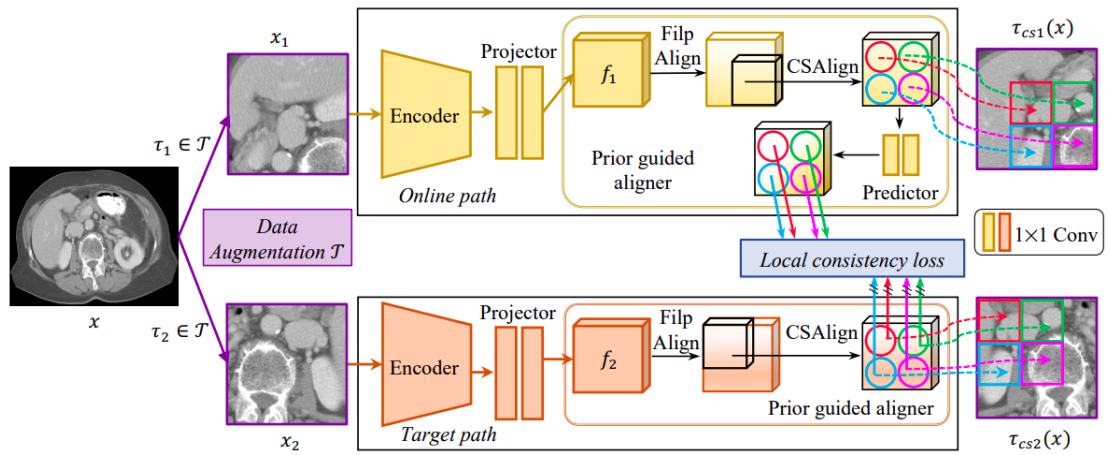 x₁
Projector
Filp
Align
CSAlign
τ_cs1(x)
f₁
Encoder
τ₁ ∈ 𝒯
Prior guided
aligner
Predictor
Online path
Data
Augmentation 𝒯
Local consistency loss
1×1 Conv
x
τ₂ ∈ 𝒯
Projector
Filp
Align
CSAlign
f₂
Encoder
Prior guided aligner
Target path
x₂
τ_cs2(x)